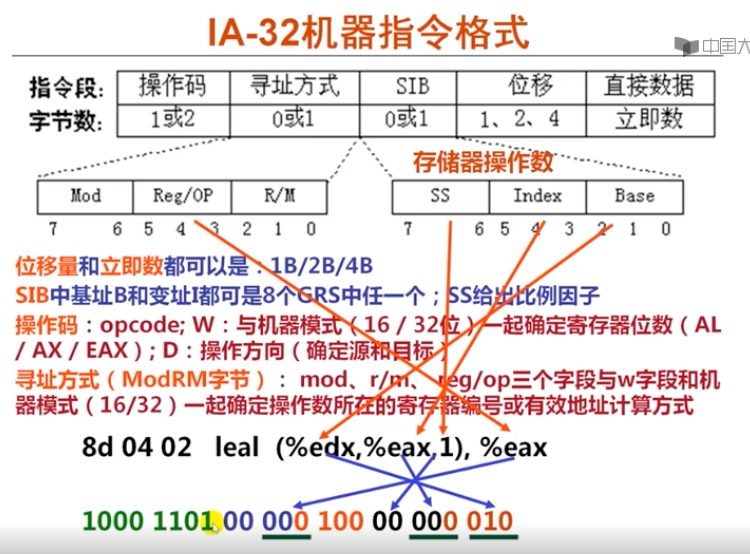 IA-32机器指令格式
中国大
指令段: 操作码 寻址方式 SIB 位移 直接数据
字节数: 1或2 0或1 0或1 1、2、4 立即数
存储器操作数
Mod Reg/OP R/M SS Index Base
7 6 5 4 3 2 1 0 7 6 5 4 3 2 1 0
位移量和立即数都可以是：1B/2B/4B
SIB中基址B和变址I都可是8个GRS中任一个；SS给出比例因子
操作码：opcode; W：与机器模式（16 / 32位）一起确定寄存器位数（AL
/ AX / EAX）; D：操作方向（确定源和目标）
寻址方式（ModRM字节）： mod、r/m、 reg/op三个字段与w字段和机
器模式（16/32）一起确定操作数所在的寄存器编号或有效地址计算方式
8d 04 02 leal (%edx,%eax,1), %eax
1000 1101 00 000 100 00 000 010